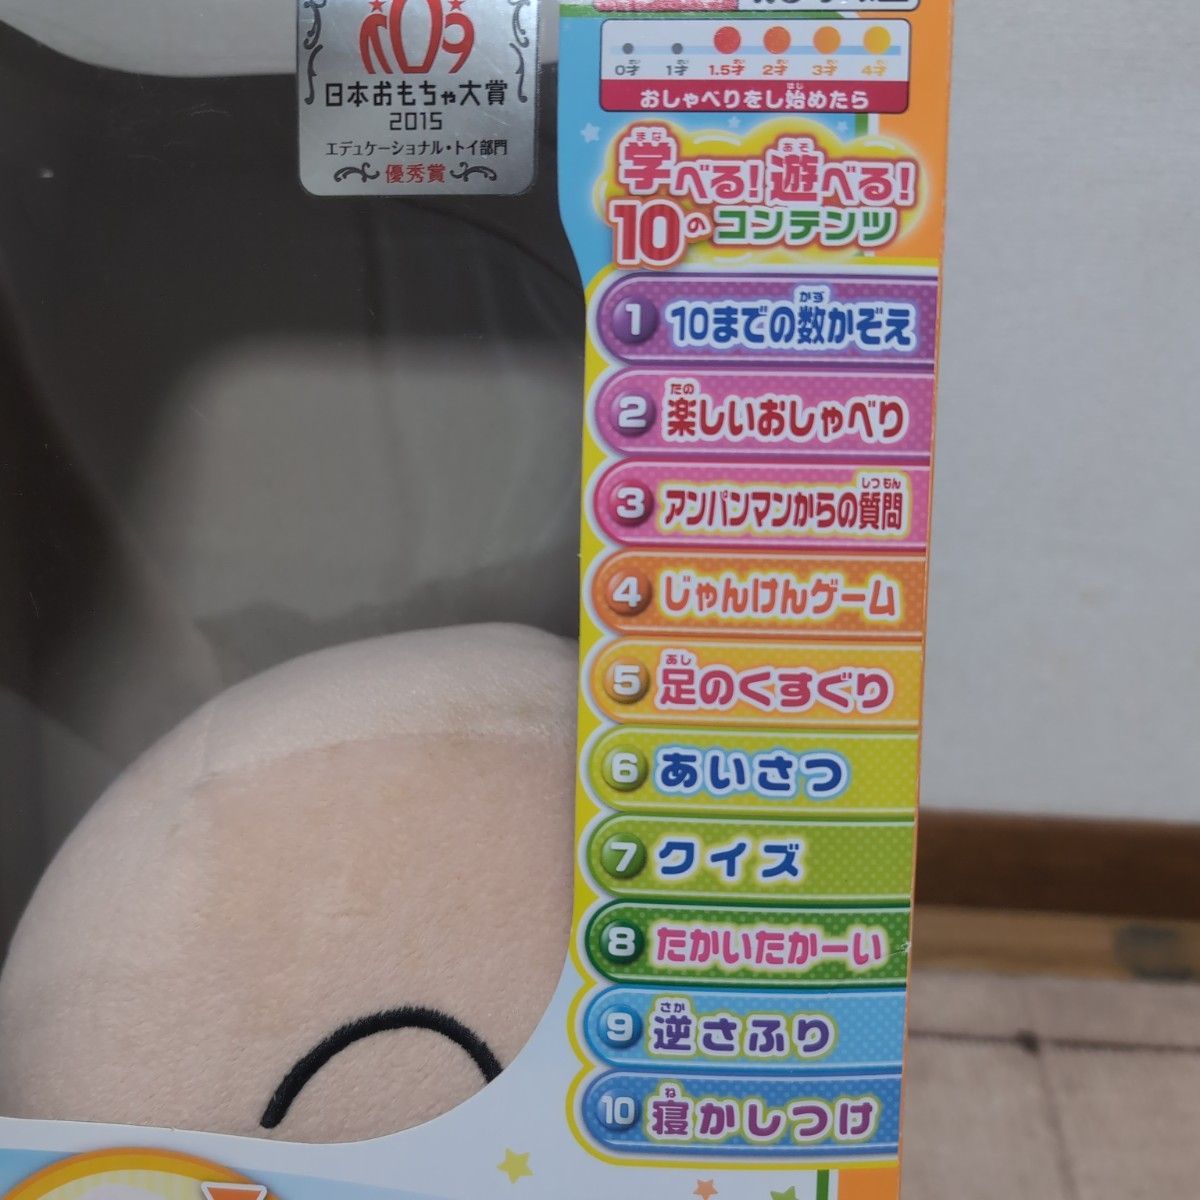 日本おもちゃ大賞
2015
エデュケーショナル・トイ部門
優秀賞
0才 1才 1.5才 2才 3才 4才
おしゃべりをし始めたら
学べる!遊べる!
10のコンテンツ
1 10までの数かぞえ
2 楽しいおしゃべり
3 アンパンマンからの質問
4 じゃんけんゲーム
5 足のくすぐり
6 あいさつ
7 クイズ
8 たかいたかーい
9 逆さふり
10 寝かしつけ